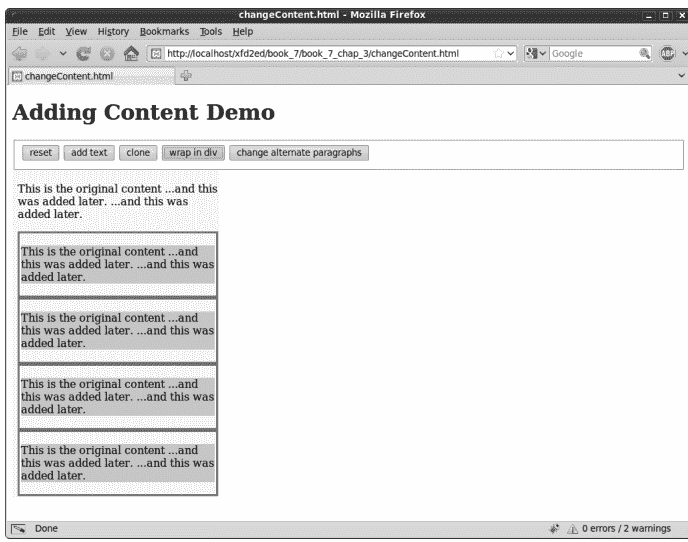 changeContent.html - Mozilla Firefox
File Edit View History Bookmarks Tools Help
http://localhost/xfd2ed/book_7/book_7_chap_3/changeContent.html Google ABP
changeContent.html
Adding Content Demo
reset add text clone wrap in div change alternate paragraphs
This is the original content ...and this
was added later. ...and this was
added later.
This is the original content ...and
this was added later. ...and this was
added later.
This is the original content ...and
this was added later. ...and this was
added later.
This is the original content ...and
this was added later. ...and this was
added later.
This is the original content ...and
this was added later. ...and this was
added later.
Done 0 errors / 2 warnings